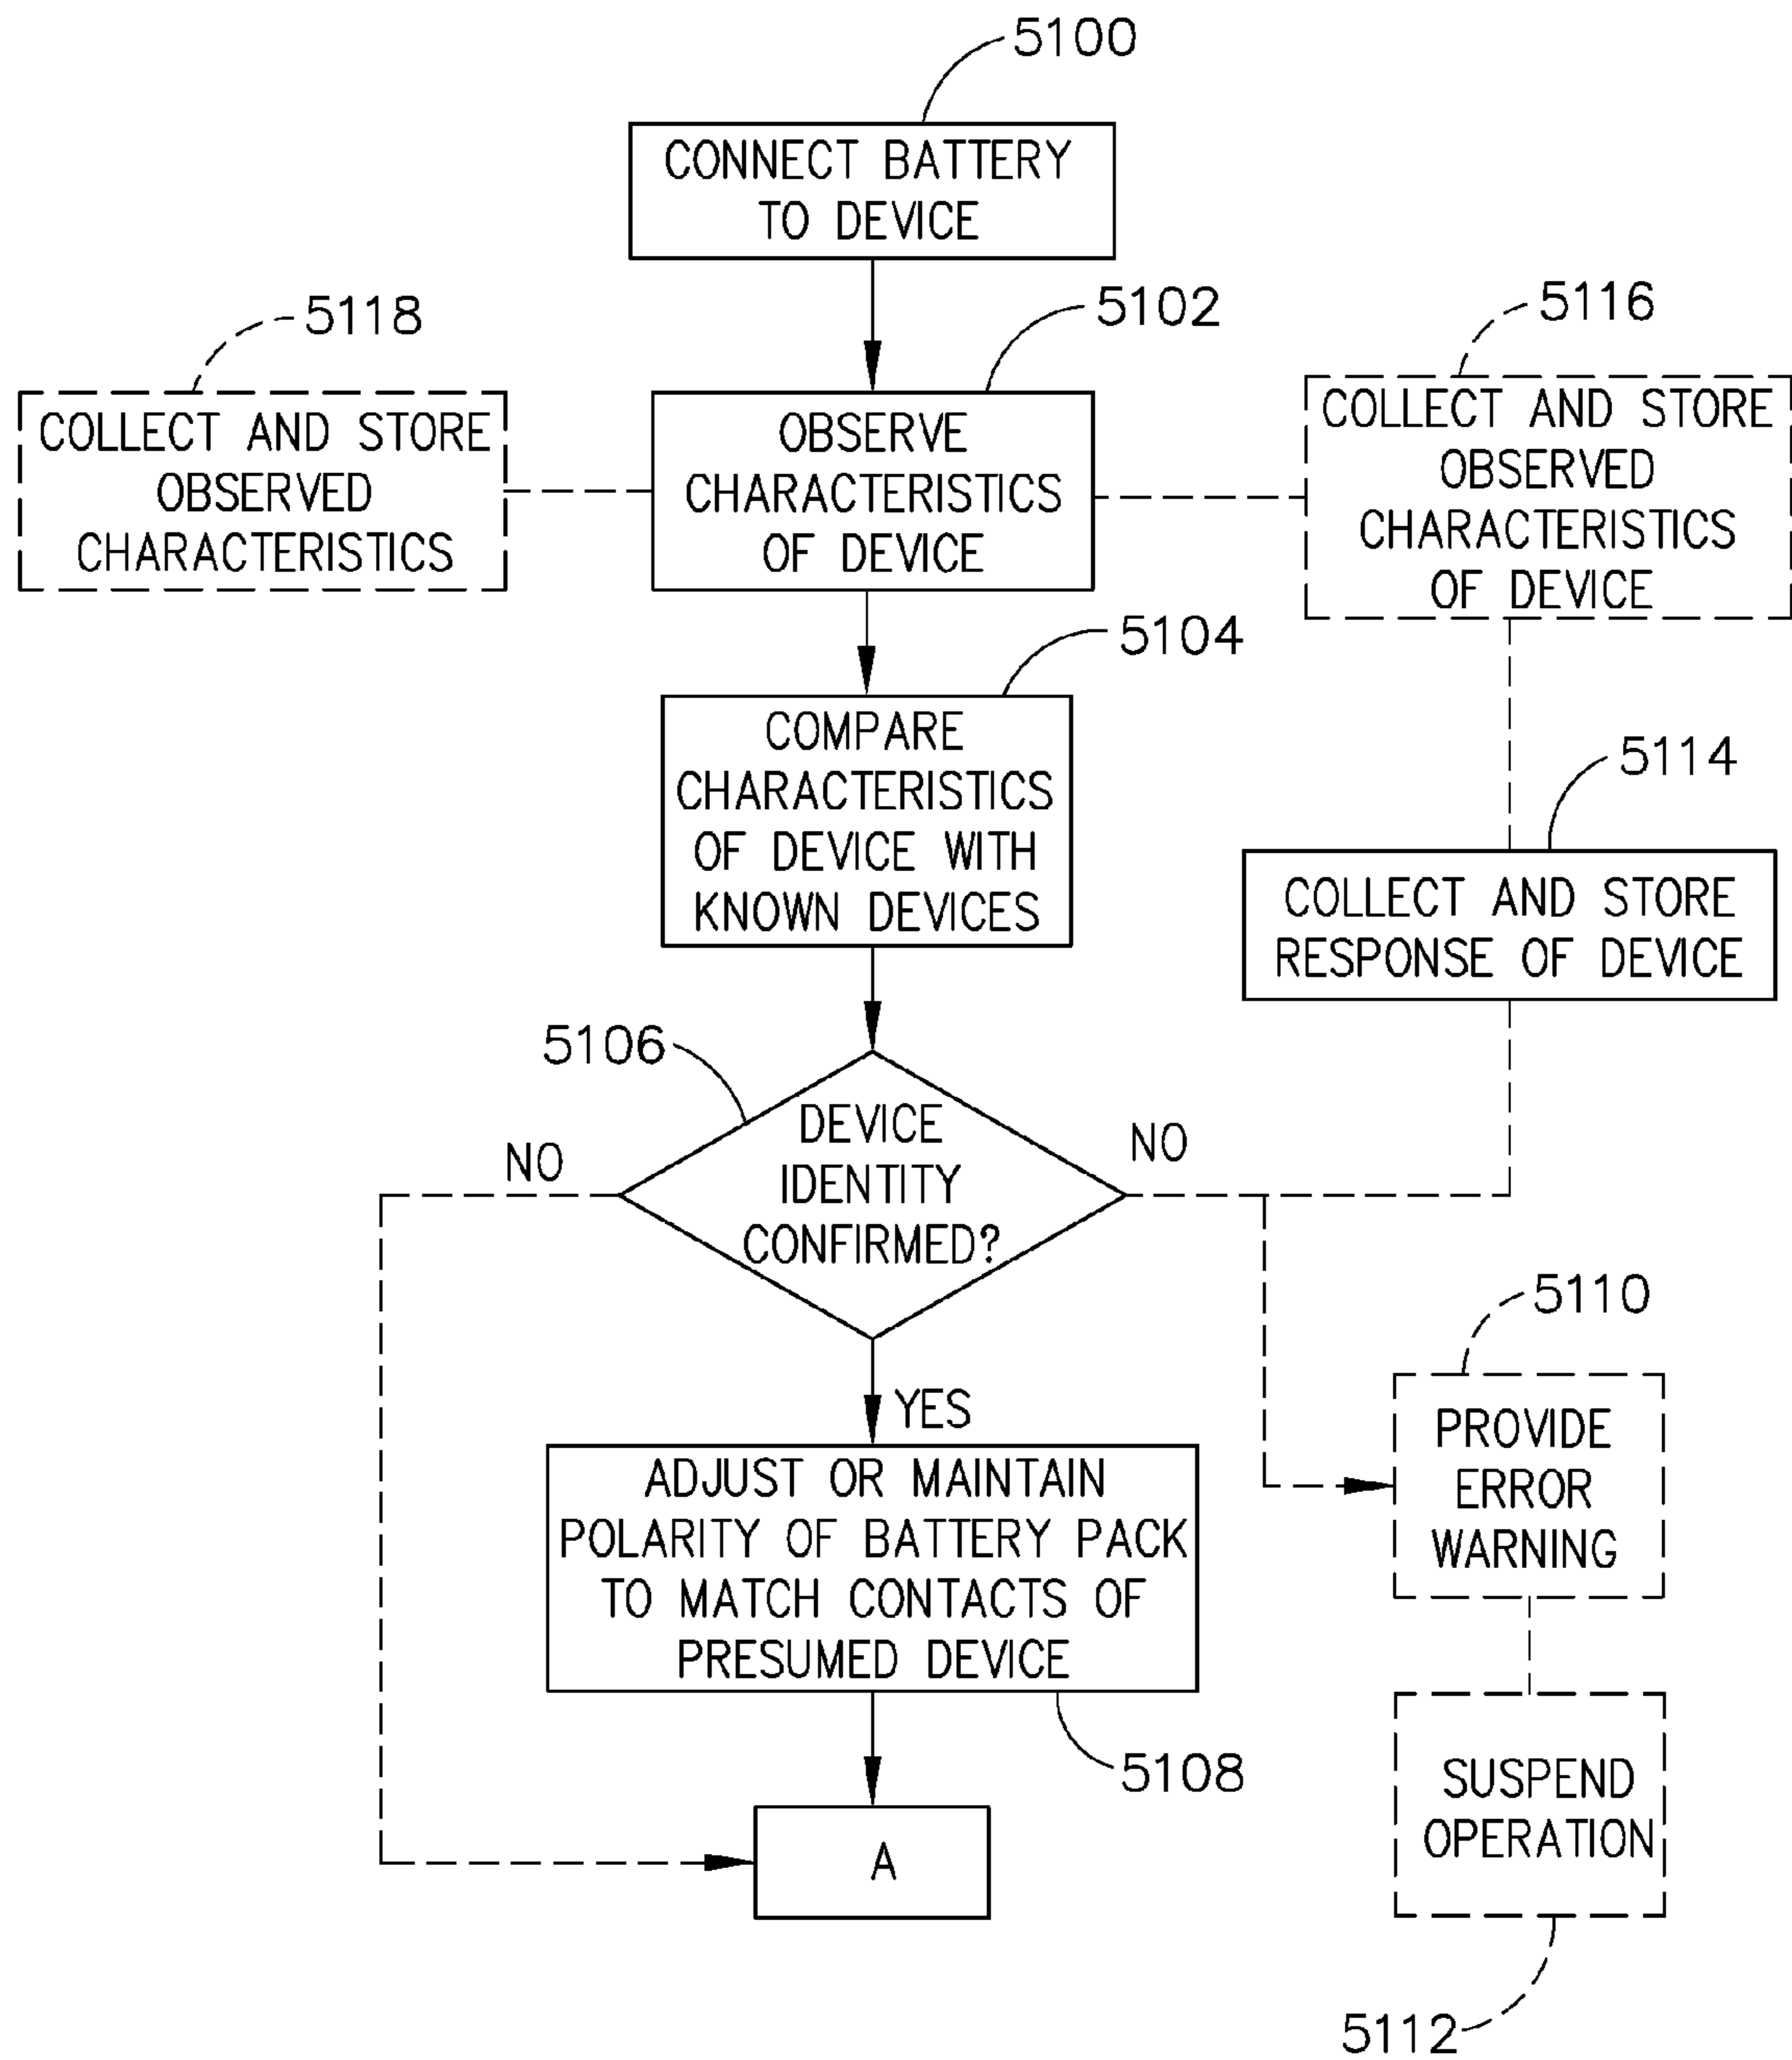 5100
CONNECT BATTERY
TO DEVICE
5118
5102
5116
COLLECT AND STORE
OBSERVED
CHARACTERISTICS
OBSERVE
CHARACTERISTICS
OF DEVICE
COLLECT AND STORE
OBSERVED
CHARACTERISTICS
OF DEVICE
5104
COMPARE
CHARACTERISTICS
OF DEVICE WITH
KNOWN DEVICES
5114
COLLECT AND STORE
RESPONSE OF DEVICE
5106
DEVICE
IDENTITY
CONFIRMED?
NO
NO
YES
5110
PROVIDE
ERROR
WARNING
ADJUST OR MAINTAIN
POLARITY OF BATTERY PACK
TO MATCH CONTACTS OF
PRESUMED DEVICE
5108
SUSPEND
OPERATION
A
5112